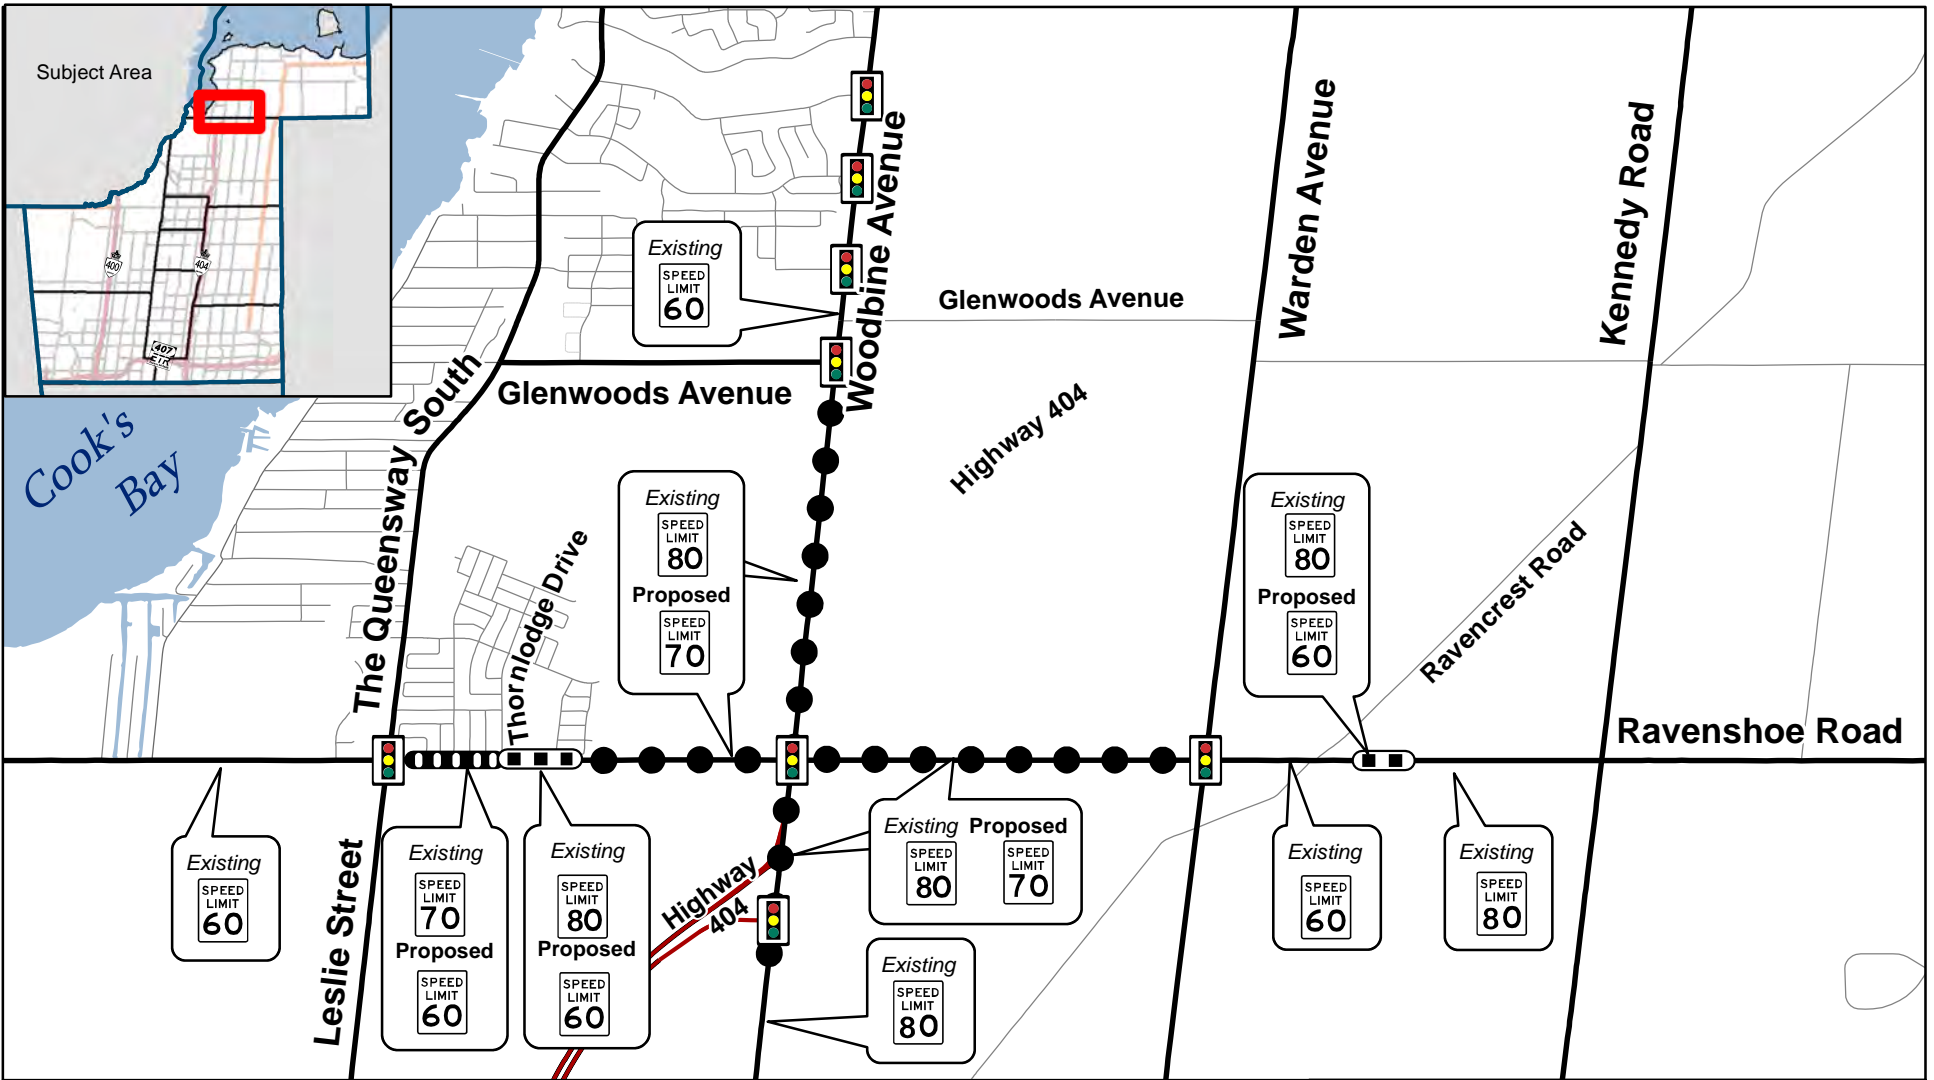 Subject Area
400
404
407
ETR
Cook's
Bay
The Queensway South
Leslie Street
Thornlodge Drive
Glenwoods Avenue
Glenwoods Avenue
Woodbine Avenue
Highway 404
Warden Avenue
Kennedy Road
Ravencrest Road
Ravenshoe Road
Highway
404
Existing
SPEED
LIMIT
60
Existing
SPEED
LIMIT
80
Proposed
SPEED
LIMIT
70
Existing
SPEED
LIMIT
80
Proposed
SPEED
LIMIT
60
Existing
SPEED
LIMIT
60
Existing
SPEED
LIMIT
70
Proposed
SPEED
LIMIT
60
Existing
SPEED
LIMIT
80
Proposed
SPEED
LIMIT
60
Existing Proposed
SPEED
LIMIT
80
SPEED
LIMIT
70
Existing
SPEED
LIMIT
80
Existing
SPEED
LIMIT
60
Existing
SPEED
LIMIT
80